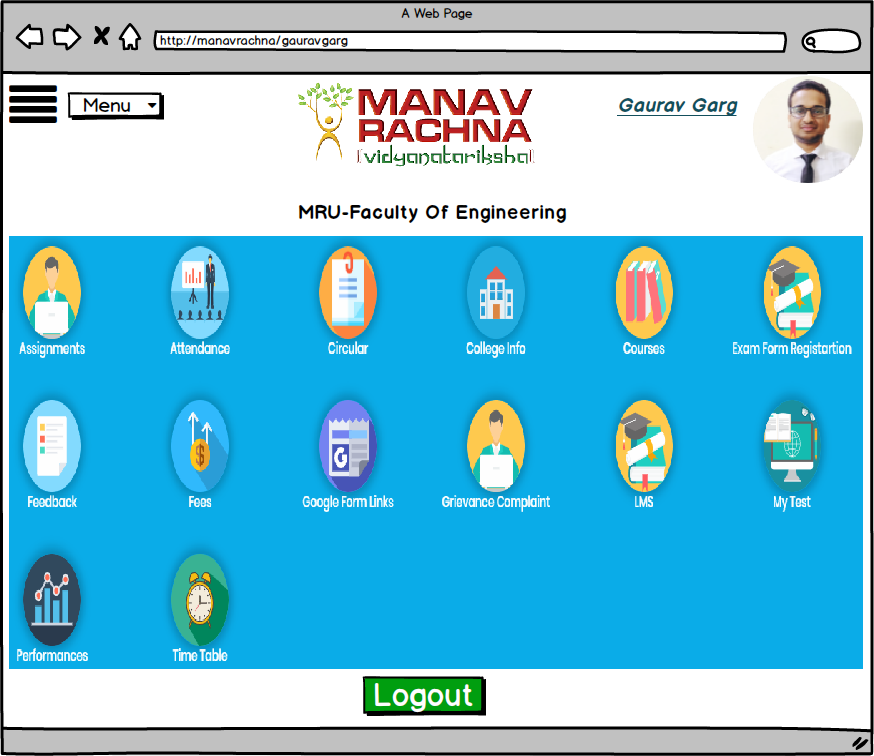 A Web Page
http://manavrachna/gauravgarg
Menu
MANAV
RACHNA
[vidyanatariksha]
Gaurav Garg
MRU-Faculty Of Engineering
Assignments
Attendance
Circular
College Info
Courses
Exam Form Registartion
Feedback
Fees
Google Form Links
Grievance Complaint
LMS
My Test
Performances
Time Table
Logout